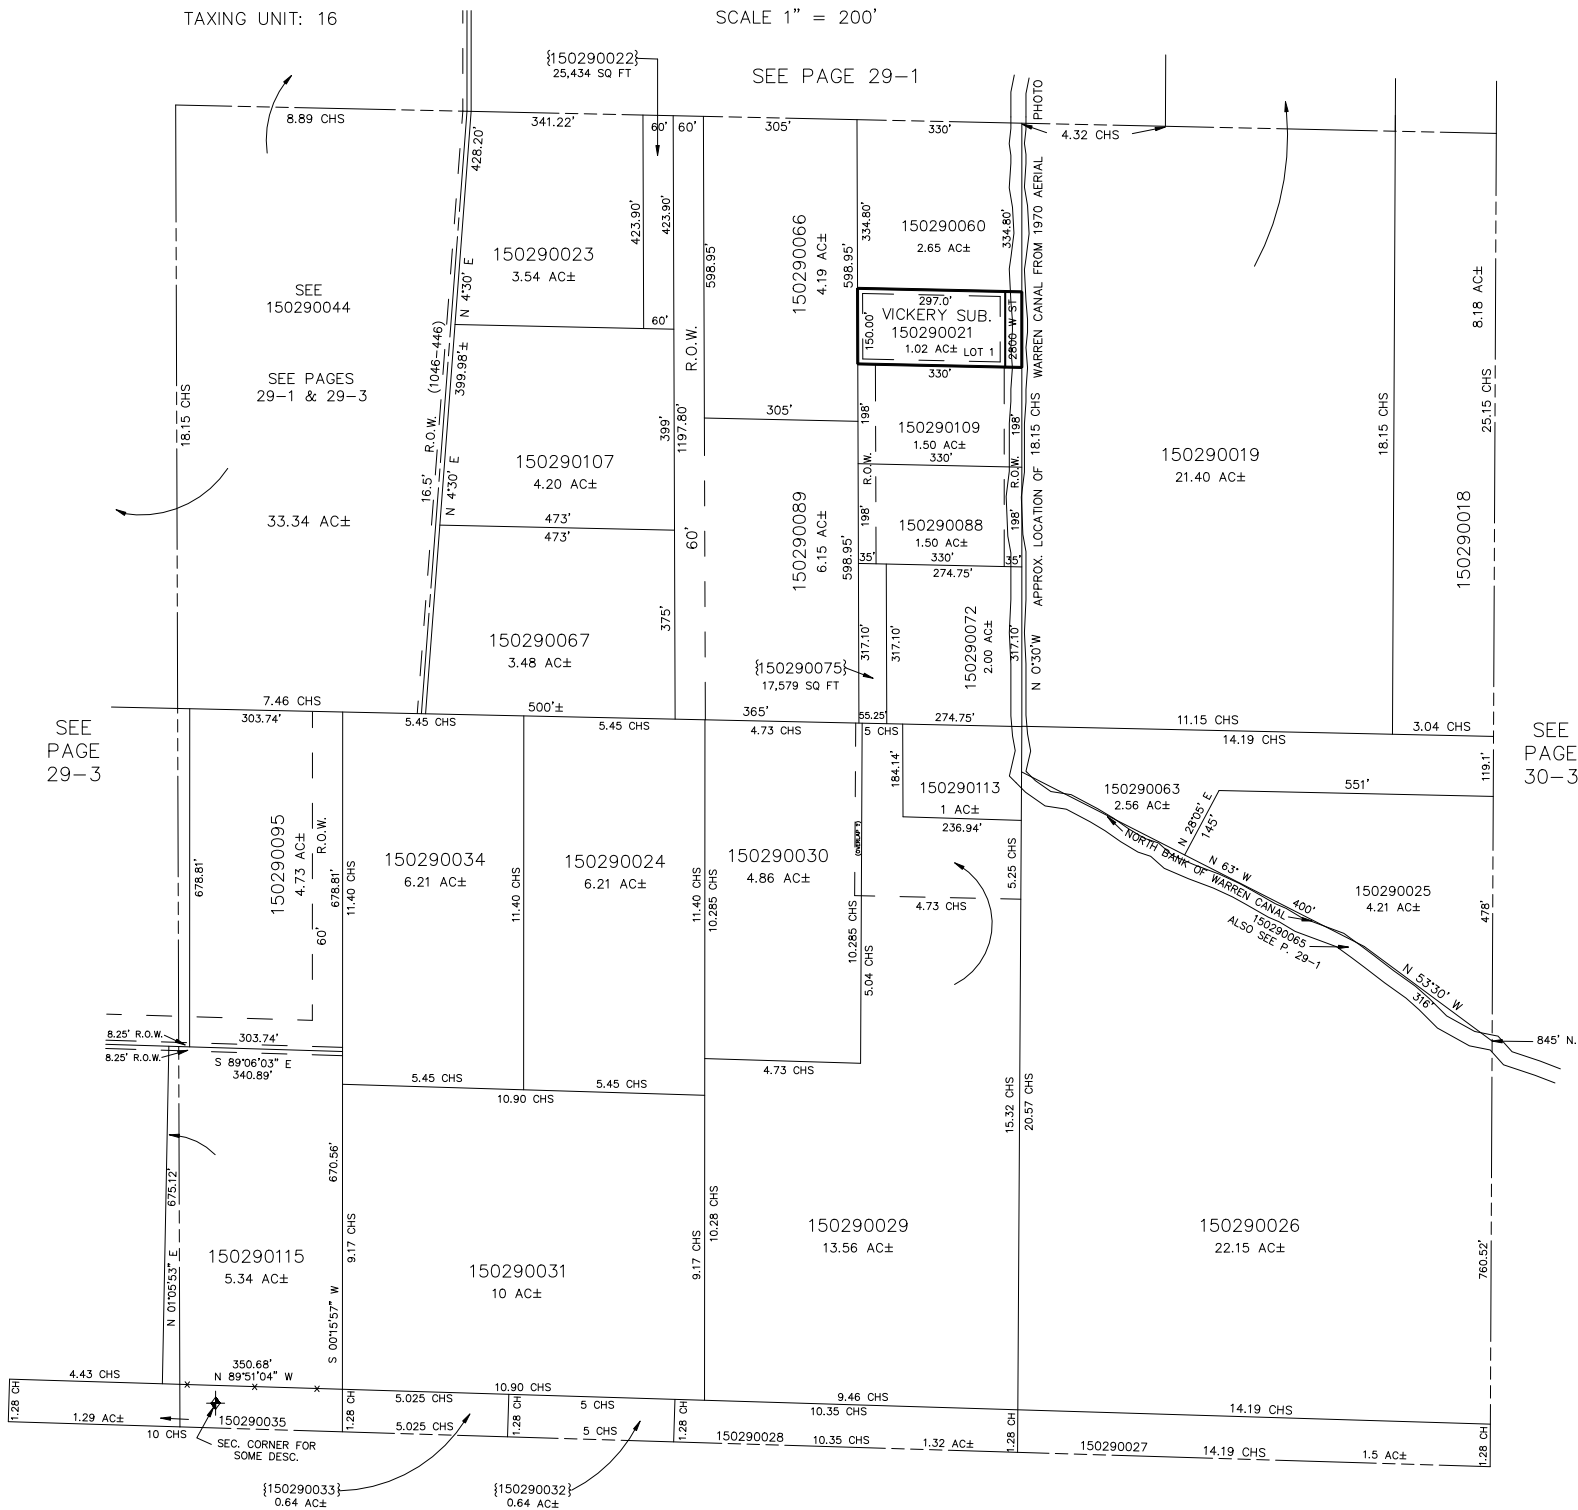 TAXING UNIT: 16
SCALE 1" = 200'
{150290022}
25,434 SQ FT
SEE PAGE 29-1
8.89 CHS
428.20'
341.22'
60'
60'
305'
330'
4.32 CHS
PHOTO
423.90'
423.90'
598.95'
150290066
4.19 AC±
598.95'
334.80'
150290060
2.65 AC±
334.80'
N 0°30'W APPROX. LOCATION OF 18.15 CHS WARREN CANAL FROM 1970 AERIAL
150290023
3.54 AC±
N 4°30' E
SEE
150290044
SEE PAGES
29-1 & 29-3
33.34 AC±
18.15 CHS
16.5' R.O.W. (1046-446)
399.98'±
N 4°30' E
60'
R.O.W.
297.0'
VICKERY SUB.
150290021
1.02 AC± LOT 1
150.00'
2800 W ST
330'
305'
399'
1197.80'
150290107
4.20 AC±
473'
473'
60'
198'
150290109
1.50 AC±
330'
198'
R.O.W.
R.O.W.
198'
150290088
1.50 AC±
330'
198'
35'
35'
274.75'
150290089
6.15 AC±
598.95'
150290019
21.40 AC±
18.15 CHS
8.18 AC±
25.15 CHS
150290018
150290067
3.48 AC±
375'
{150290075}
17,579 SQ FT
317.10'
317.10'
150290072
2.00 AC±
317.10'
7.46 CHS
500'±
365'
55.25'
274.75'
11.15 CHS
3.04 CHS
SEE
PAGE
29-3
SEE
PAGE
30-3
303.74'
5.45 CHS
5.45 CHS
4.73 CHS
5 CHS
14.19 CHS
119.1'
184.14'
150290113
1 AC±
236.94'
150290063
2.56 AC±
551'
N 28°05' E
145'
678.81'
150290095
4.73 AC±
60' R.O.W.
678.81'
11.40 CHS
150290034
6.21 AC±
11.40 CHS
150290024
6.21 AC±
11.40 CHS
10.285 CHS
150290030
4.86 AC±
10.285 CHS
5.04 CHS
4.73 CHS
5.25 CHS
NORTH BANK OF WARREN CANAL
N 63° W
400'
150290065
ALSO SEE P. 29-1
150290025
4.21 AC±
478'
N 53°30' W
316'
845' N.
8.25' R.O.W.
303.74'
8.25' R.O.W.
S 89°06'03" E
340.89'
5.45 CHS
5.45 CHS
10.90 CHS
4.73 CHS
675.12'
N 01°05'53" E
150290115
5.34 AC±
670.56'
S 00°15'57" W
9.17 CHS
150290031
10 AC±
9.17 CHS
10.28 CHS
150290029
13.56 AC±
15.32 CHS
20.57 CHS
150290026
22.15 AC±
760.52'
4.43 CHS
350.68'
N 89°51'04" W
10.90 CHS
9.46 CHS
14.19 CHS
1.28 CH
1.29 AC±
10 CHS
150290035
1.28 CH
5.025 CHS
5.025 CHS
1.28 CH
5 CHS
5 CHS
1.28 CH
150290028
10.35 CHS
10.35 CHS
1.32 AC±
1.28 CH
150290027
14.19 CHS
1.5 AC±
1.28 CH
SEC. CORNER FOR
SOME DESC.
{150290033}
0.64 AC±
{150290032}
0.64 AC±